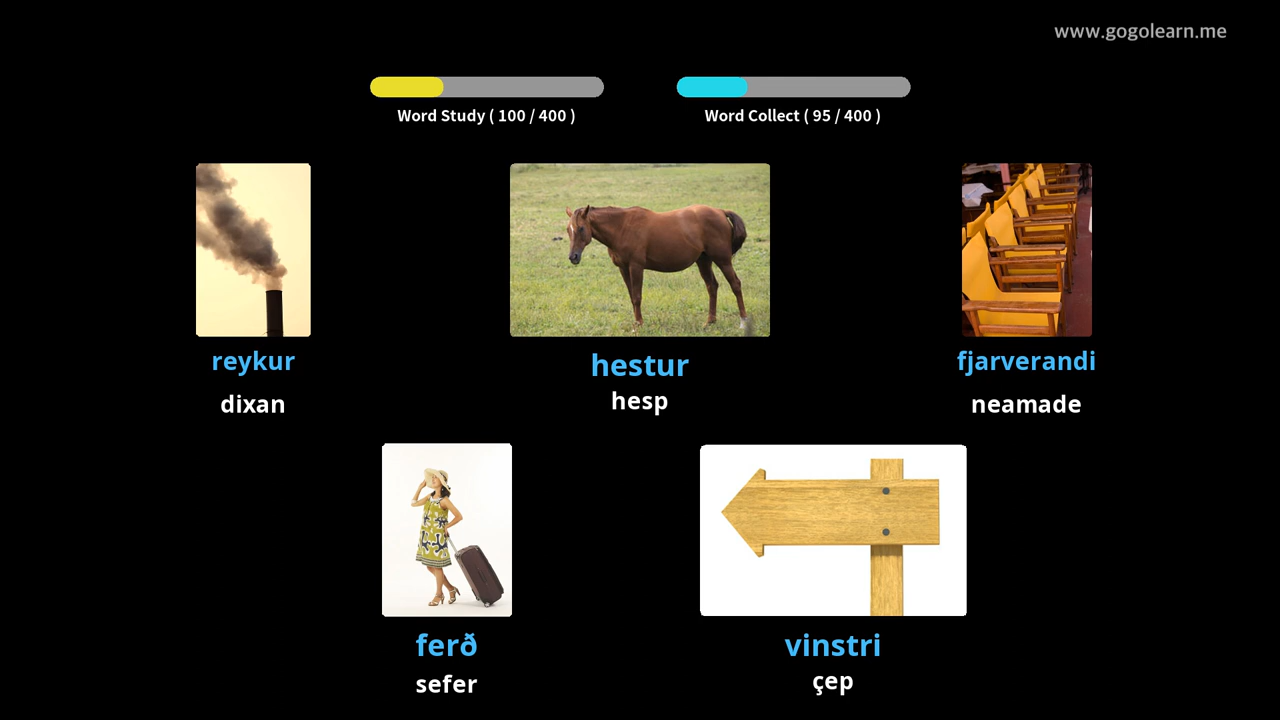 www.gogolearn.me
Word Study ( 100 / 400 )
Word Collect ( 95 / 400 )
reykur
dixan
hestur
hesp
fjarverandi
neamade
ferð
sefer
vinstri
çep